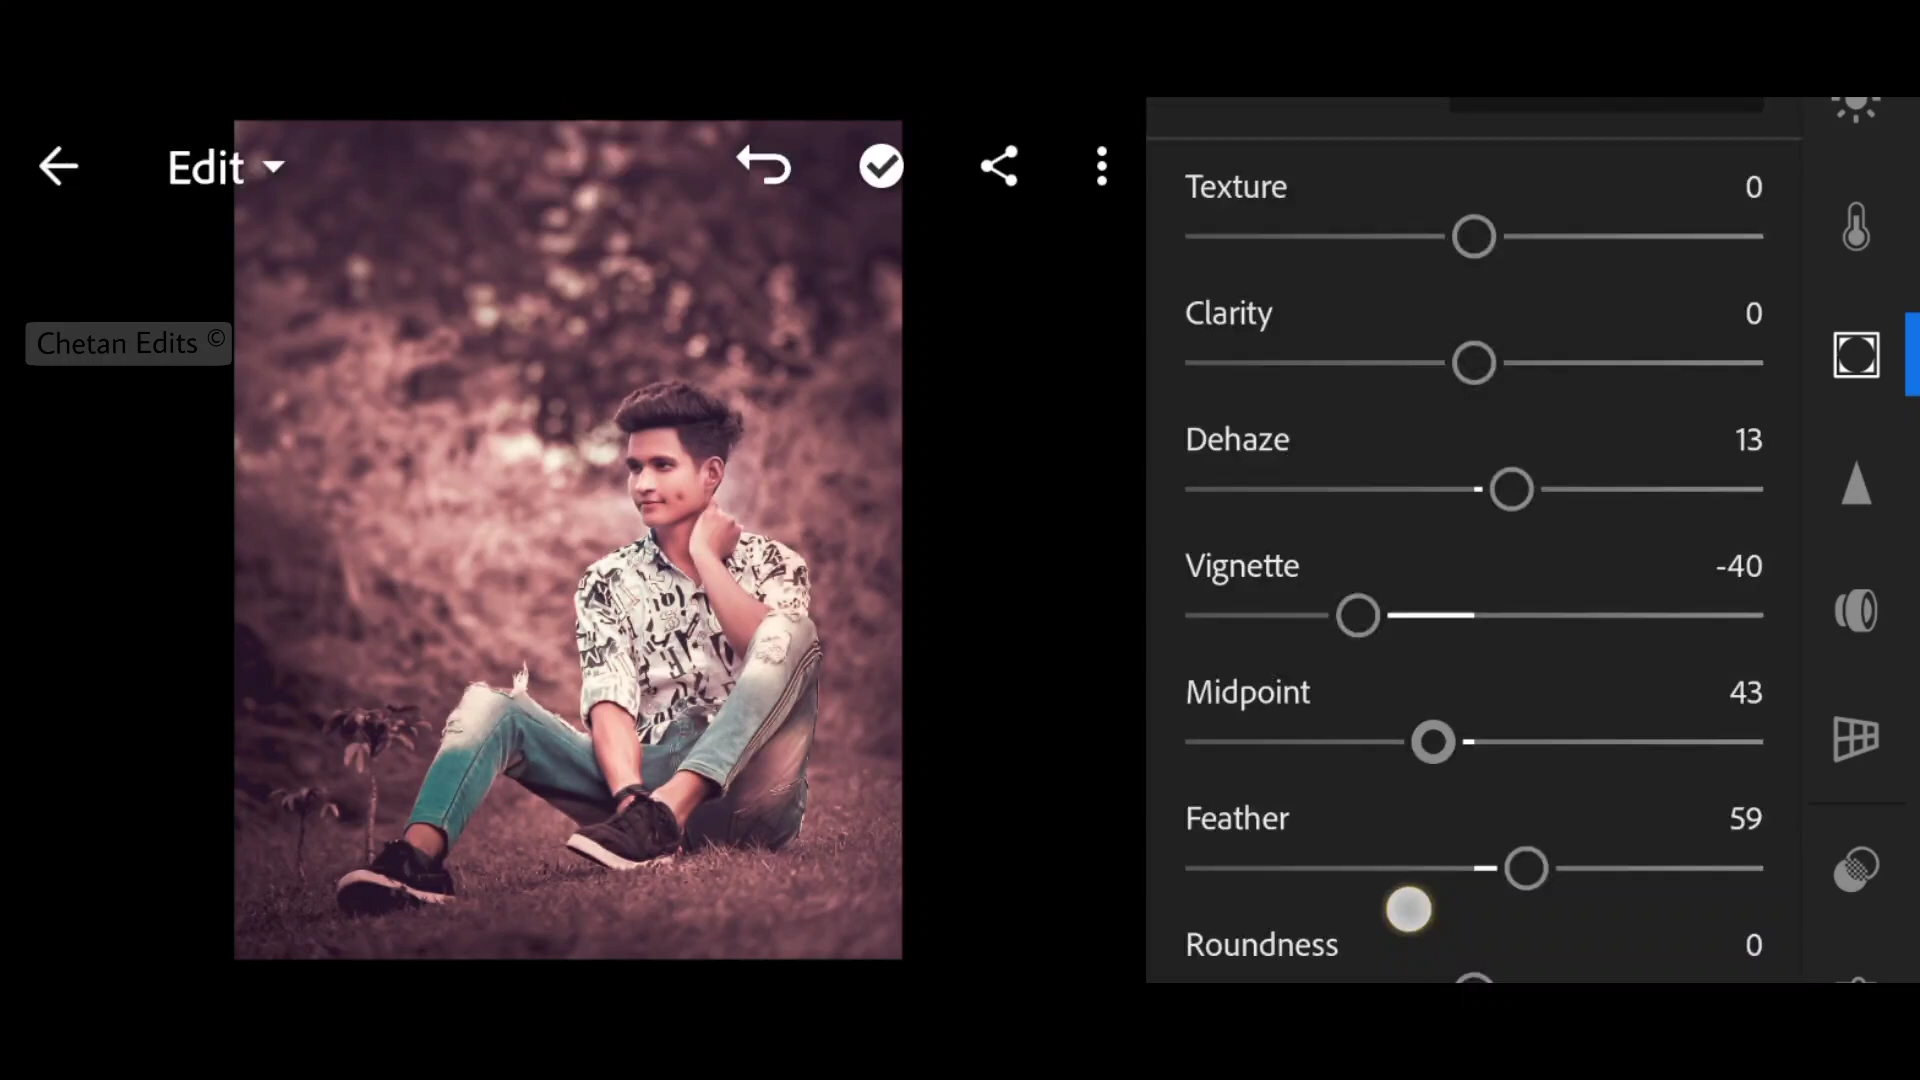 Edit
Chetan Edits ©
Texture 0
Clarity 0
Dehaze 13
Vignette -40
Midpoint 43
Feather 59
Roundness 0